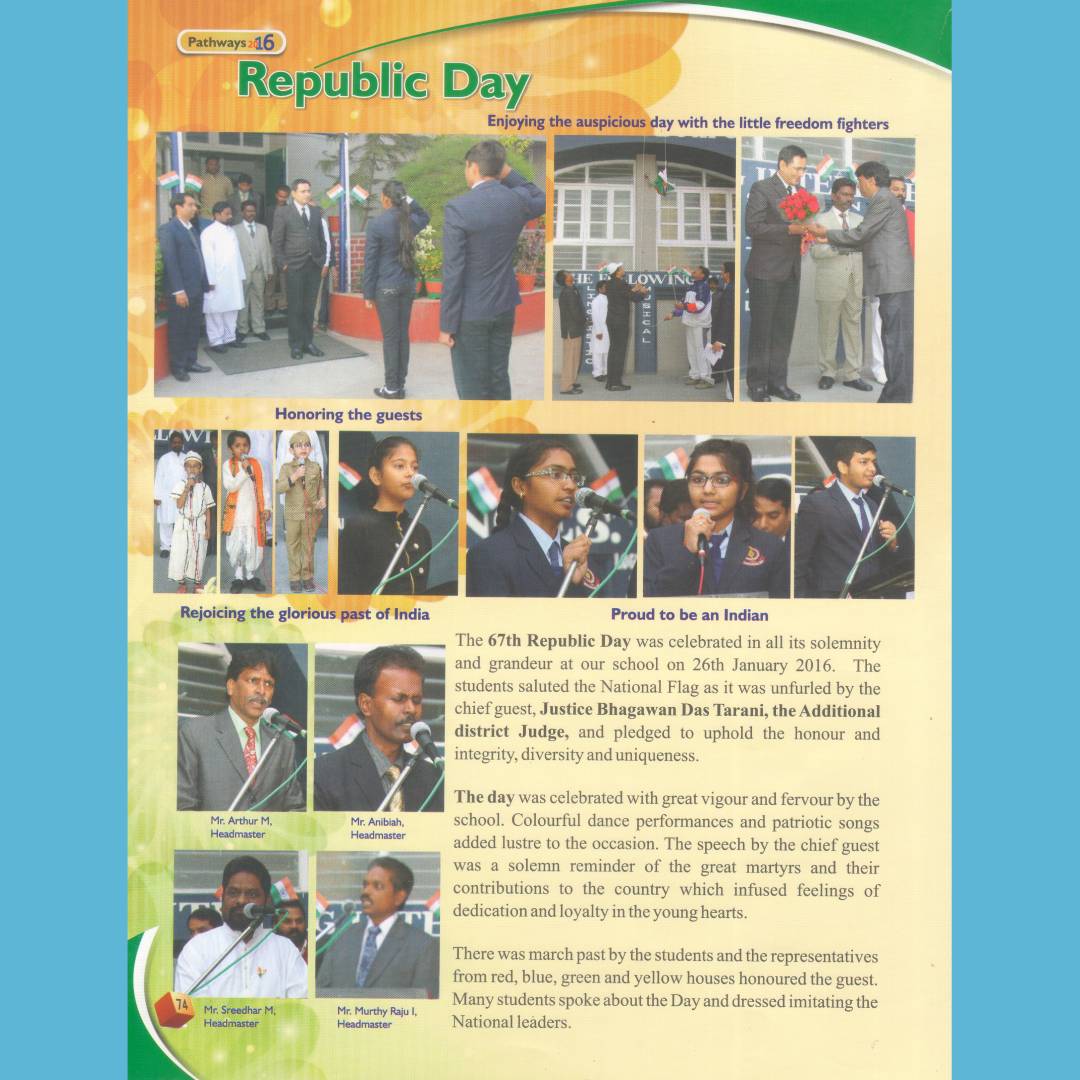 Pathways 2016
Republic Day
Enjoying the auspicious day with the little freedom fighters
HE F LLOWING
MUSICAL
INTE
Honoring the guests
LOWI
Rejoicing the glorious past of India
Proud to be an Indian
The 67th Republic Day was celebrated in all its solemnity
and grandeur at our school on 26th January 2016. The
students saluted the National Flag as it was unfurled by the
chief guest, Justice Bhagawan Das Tarani, the Additional
district Judge, and pledged to uphold the honour and
integrity, diversity and uniqueness.
The day was celebrated with great vigour and fervour by the
school. Colourful dance performances and patriotic songs
added lustre to the occasion. The speech by the chief guest
was a solemn reminder of the great martyrs and their
contributions to the country which infused feelings of
dedication and loyalty in the young hearts.
There was march past by the students and the representatives
from red, blue, green and yellow houses honoured the guest.
Many students spoke about the Day and dressed imitating the
National leaders.
Mr. Arthur M,
Headmaster
Mr. Anibiah,
Headmaster
Mr. Sreedhar M,
Headmaster
Mr. Murthy Raju I,
Headmaster
74